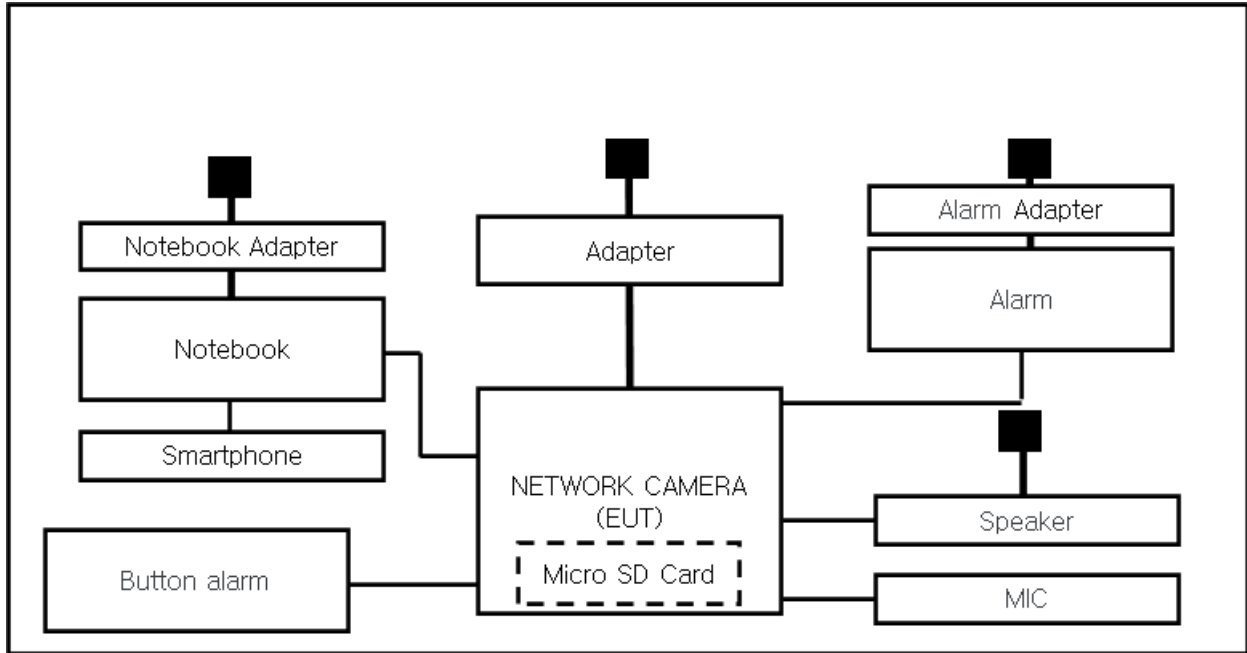 Notebook Adapter
Adapter
Alarm Adapter
Notebook
Alarm
Smartphone
NETWORK CAMERA
(EUT)
Micro SD Card
Speaker
Button alarm
MIC